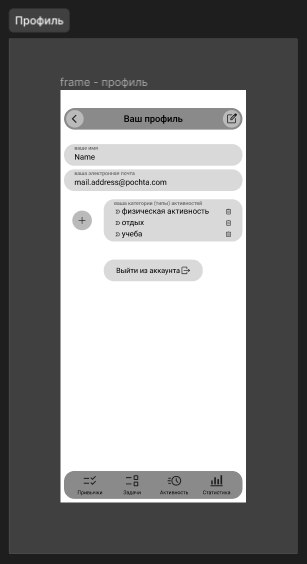 Профиль
frame - профиль
Ваш профиль
ваше имя
Name
ваша электронная почта
mail.address@pochta.com
ваша категории (типы) активностей
физическая активность
отдых
учеба
+
Выйти из аккаунта
Привычки Задачи Активность Статистика